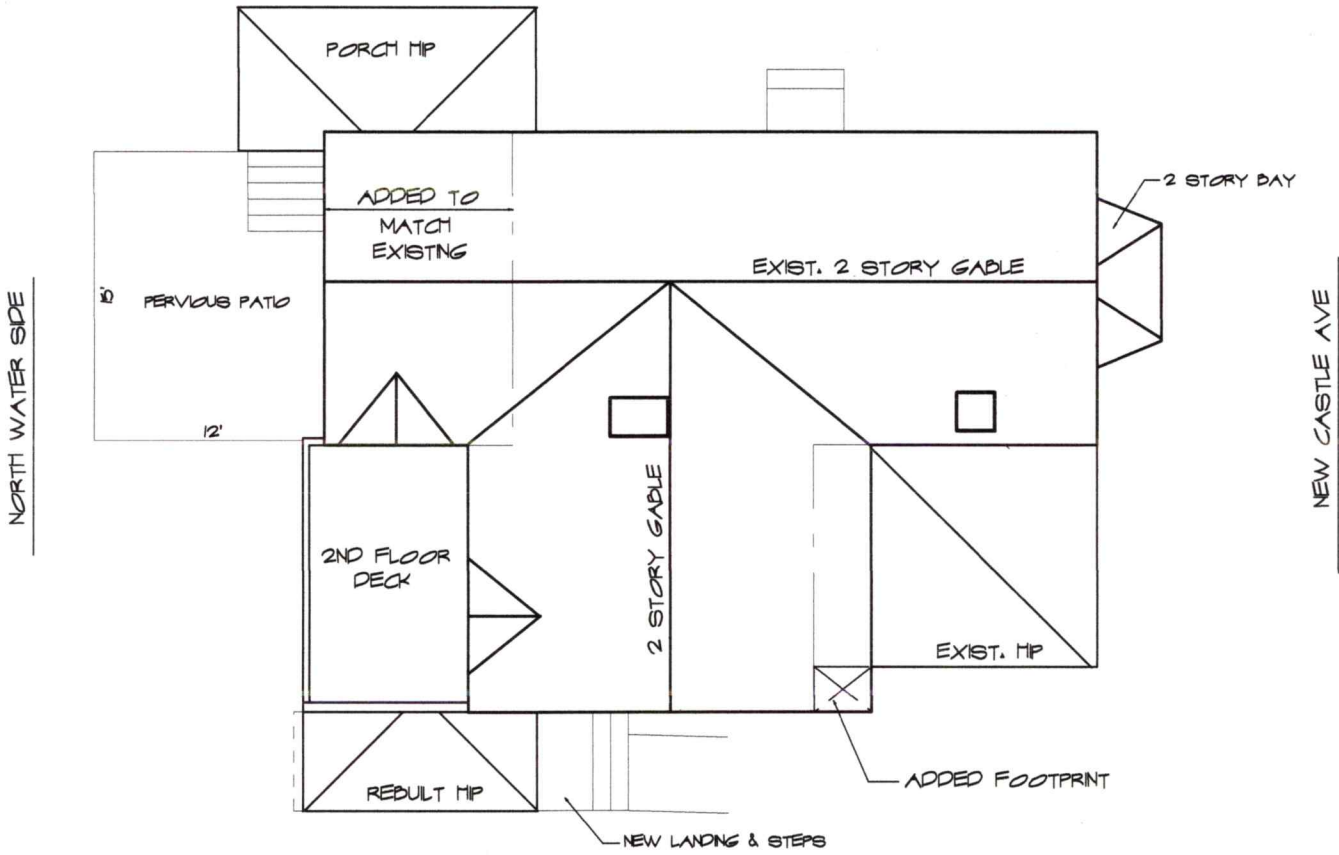 PORCH HIP
2 STORY BAY
ADDED TO
MATCH
EXISTING
EXIST. 2 STORY GABLE
15'
PERVIOUS PATIO
NORTH WATER SIDE
NEW CASTLE AVE
12'
2ND FLOOR
DECK
2 STORY GABLE
EXIST. HIP
ADDED FOOTPRINT
REBUILT HIP
NEW LANDING & STEPS